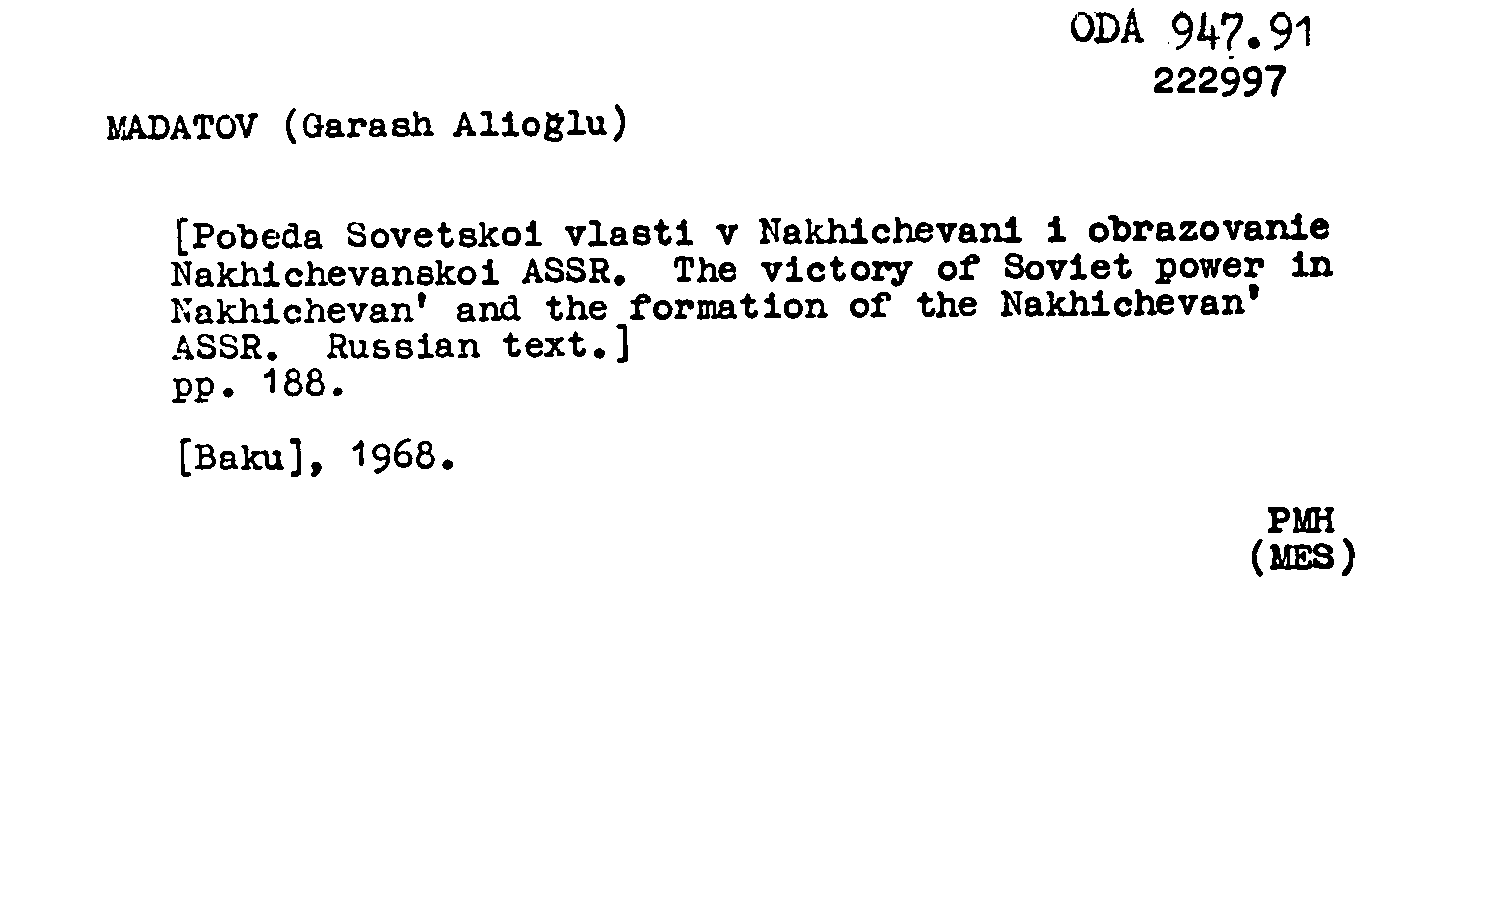 ODA 947.91
222997
MADATOV (Garash Alioğlu)
[Pobeda Sovetskoi vlasti v Nakhichevani i obrazovanie
Nakhichevanskoi ASSR. The victory of Soviet power in
Nakhichevan' and the formation of the Nakhichevan'
ASSR. Russian text.]
pp. 188.
[Baku], 1968.
PMH
(MES)